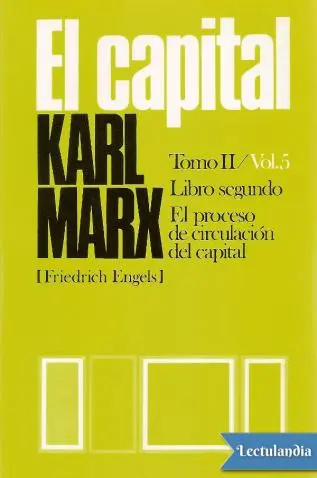 El capital
KARL
MARX
[Friedrich Engels]
Tomo II/Vol.5
Libro segundo
El proceso
de circulación
del capital
Lectulandia